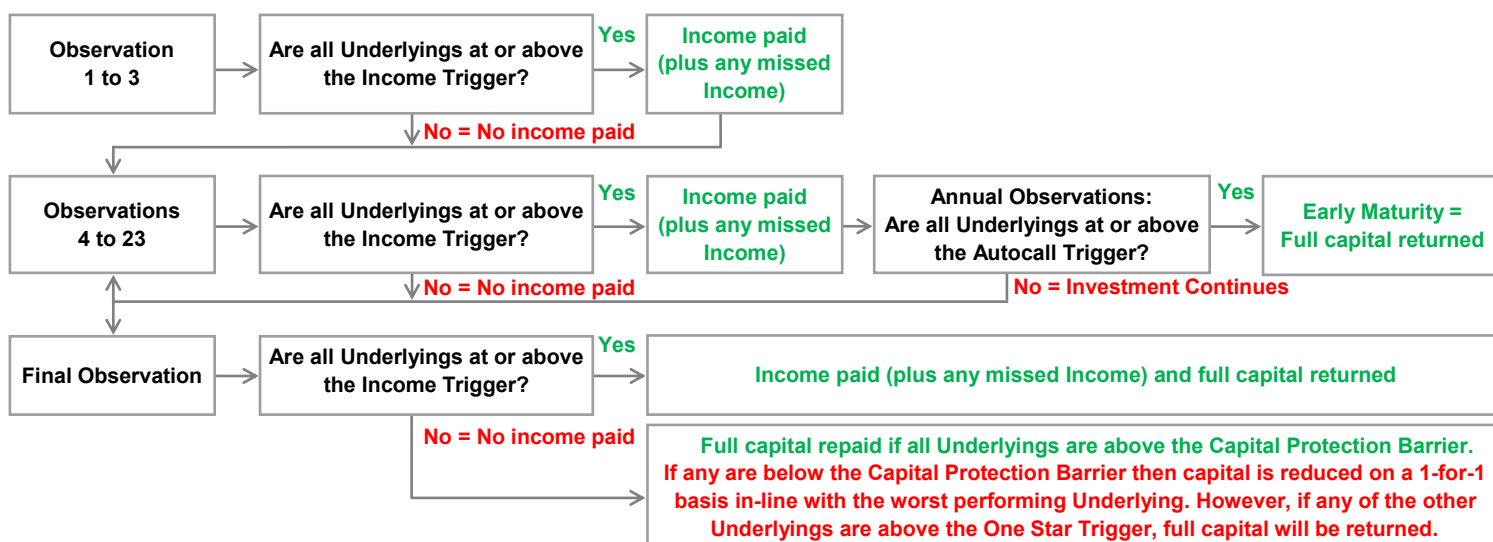 Observation
1 to 3
Are all Underlyings at or above
the Income Trigger?
Yes
Income paid
(plus any missed
Income)
No = No income paid
Observations
4 to 23
Are all Underlyings at or above
the Income Trigger?
Yes
Income paid
(plus any missed
Income)
Annual Observations:
Are all Underlyings at or above
the Autocall Trigger?
Yes
Early Maturity =
Full capital returned
No = No income paid
No = Investment Continues
Final Observation
Are all Underlyings at or above
the Income Trigger?
Yes
Income paid (plus any missed Income) and full capital returned
No = No income paid
Full capital repaid if all Underlyings are above the Capital Protection Barrier.
If any are below the Capital Protection Barrier then capital is reduced on a 1-for-1
basis in-line with the worst performing Underlying. However, if any of the other
Underlyings are above the One Star Trigger, full capital will be returned.